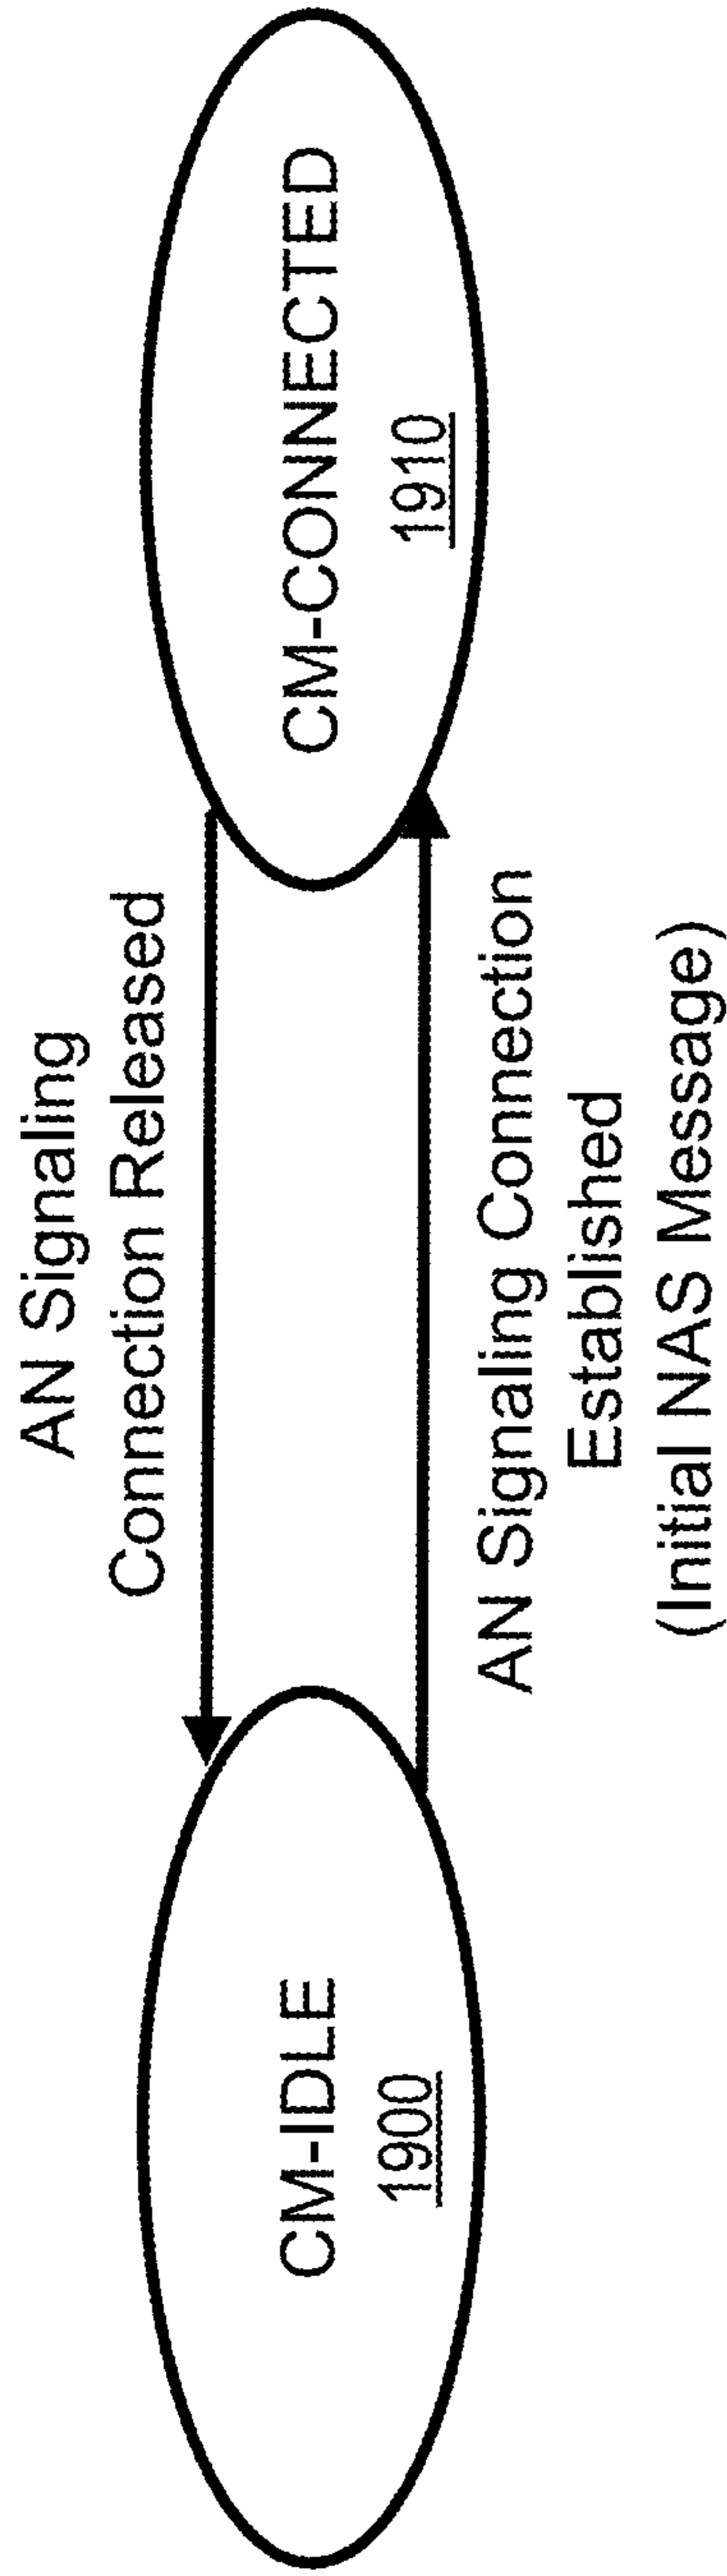 AN Signaling
Connection Released
CM-IDLE
1900
CM-CONNECTED
1910
AN Signaling Connection
Established
(Initial NAS Message)